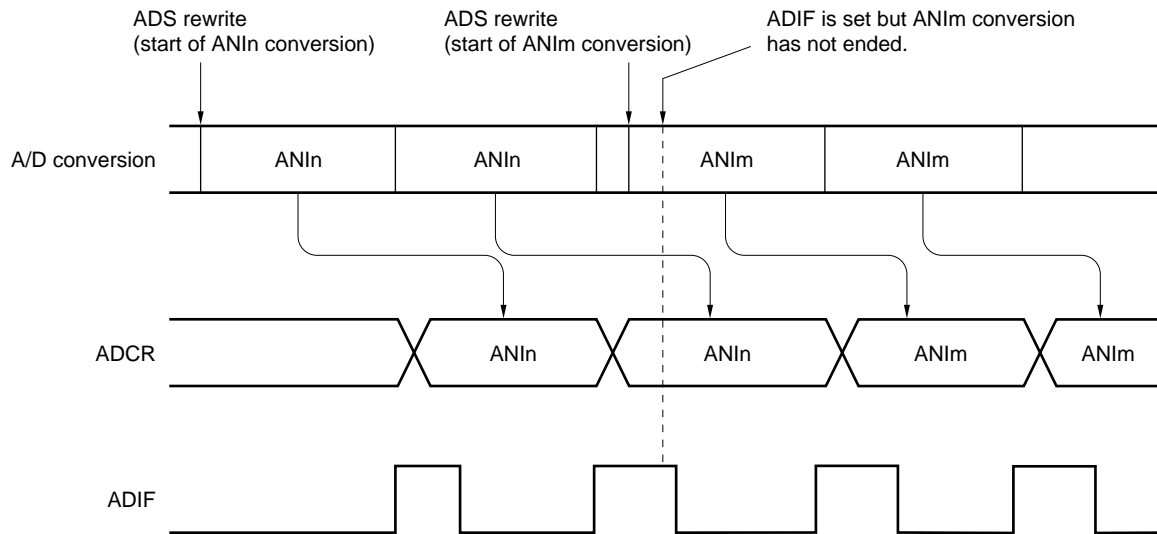 ADS rewrite
(start of ANIn conversion)
ADS rewrite
(start of ANIm conversion)
ADIF is set but ANIm conversion
has not ended.
A/D conversion
ANIn
ANIn
ANIm
ANIm
ADCR
ANIn
ANIn
ANIm
ANIm
ADIF